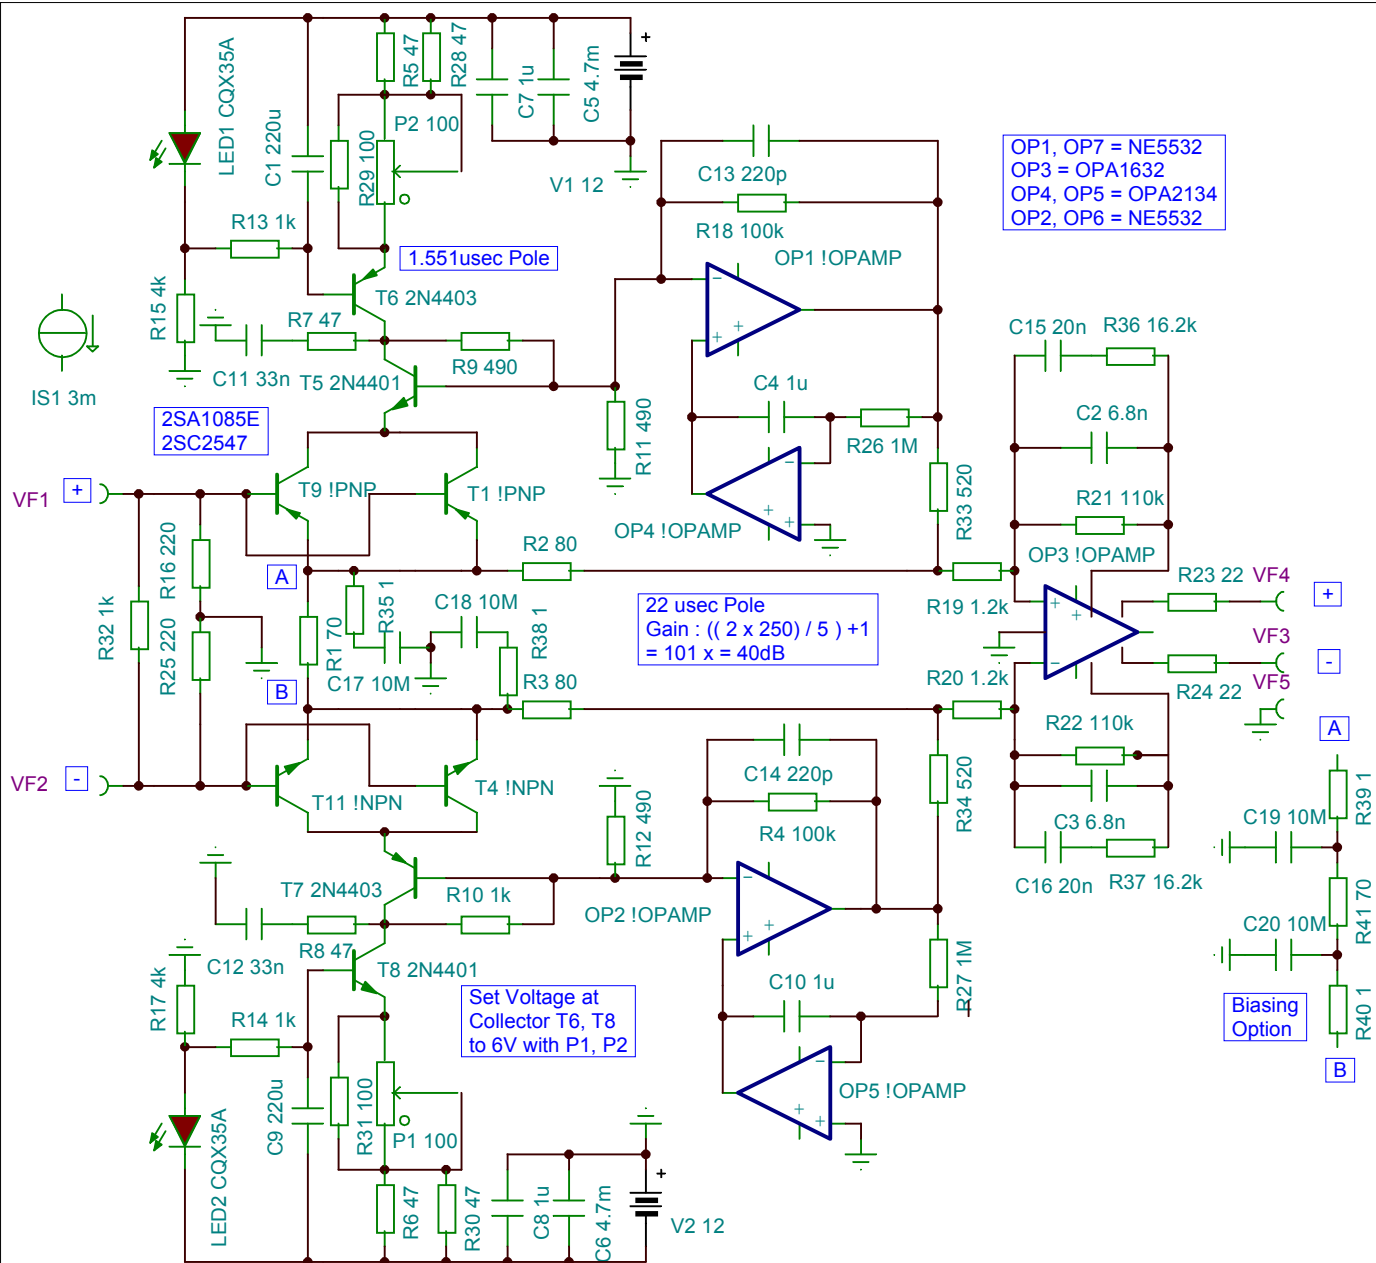 LED1 CQX35A
C1 220u
R5 47
R28 47
C7 1u
C5 4.7m
+
P2 100
R29 100
V1 12
R13 1k
R15 4k
1.551usec Pole
T6 2N4403
R7 47
R9 490
C11 33n
T5 2N4401
IS1 3m
2SA1085E
2SC2547
C13 220p
R18 100k
OP1 !OPAMP
C4 1u
R26 1M
R11 490
OP4 !OPAMP
R33 520
OP1, OP7 = NE5532
OP3 = OPA1632
OP4, OP5 = OPA2134
OP2, OP6 = NE5532
C15 20n
R36 16.2k
C2 6.8n
R21 110k
OP3 !OPAMP
VF1
+
T9 !PNP
T1 !PNP
R16 220
R32 1k
R25 220
A
R2 80
R35 1
C18 10M
R38 1
R1 70
C17 10M
B
R3 80
22 usec Pole
Gain : (( 2 x 250) / 5 ) +1
= 101 x = 40dB
R19 1.2k
R20 1.2k
R23 22
VF4
+
VF3
-
R24 22
VF5
R22 110k
C3 6.8n
C16 20n
R37 16.2k
A
R39 1
C19 10M
R41 70
C20 10M
R40 1
Biasing
Option
B
VF2
-
T11 !NPN
T4 !NPN
C14 220p
R4 100k
R34 520
R12 490
T7 2N4403
R10 1k
OP2 !OPAMP
R8 47
C12 33n
T8 2N4401
R17 4k
R14 1k
Set Voltage at
Collector T6, T8
to 6V with P1, P2
C10 1u
R27 1M
OP5 !OPAMP
LED2 CQX35A
C9 220u
R31 100
P1 100
R6 47
R30 47
C8 1u
C6 4.7m
+
V2 12